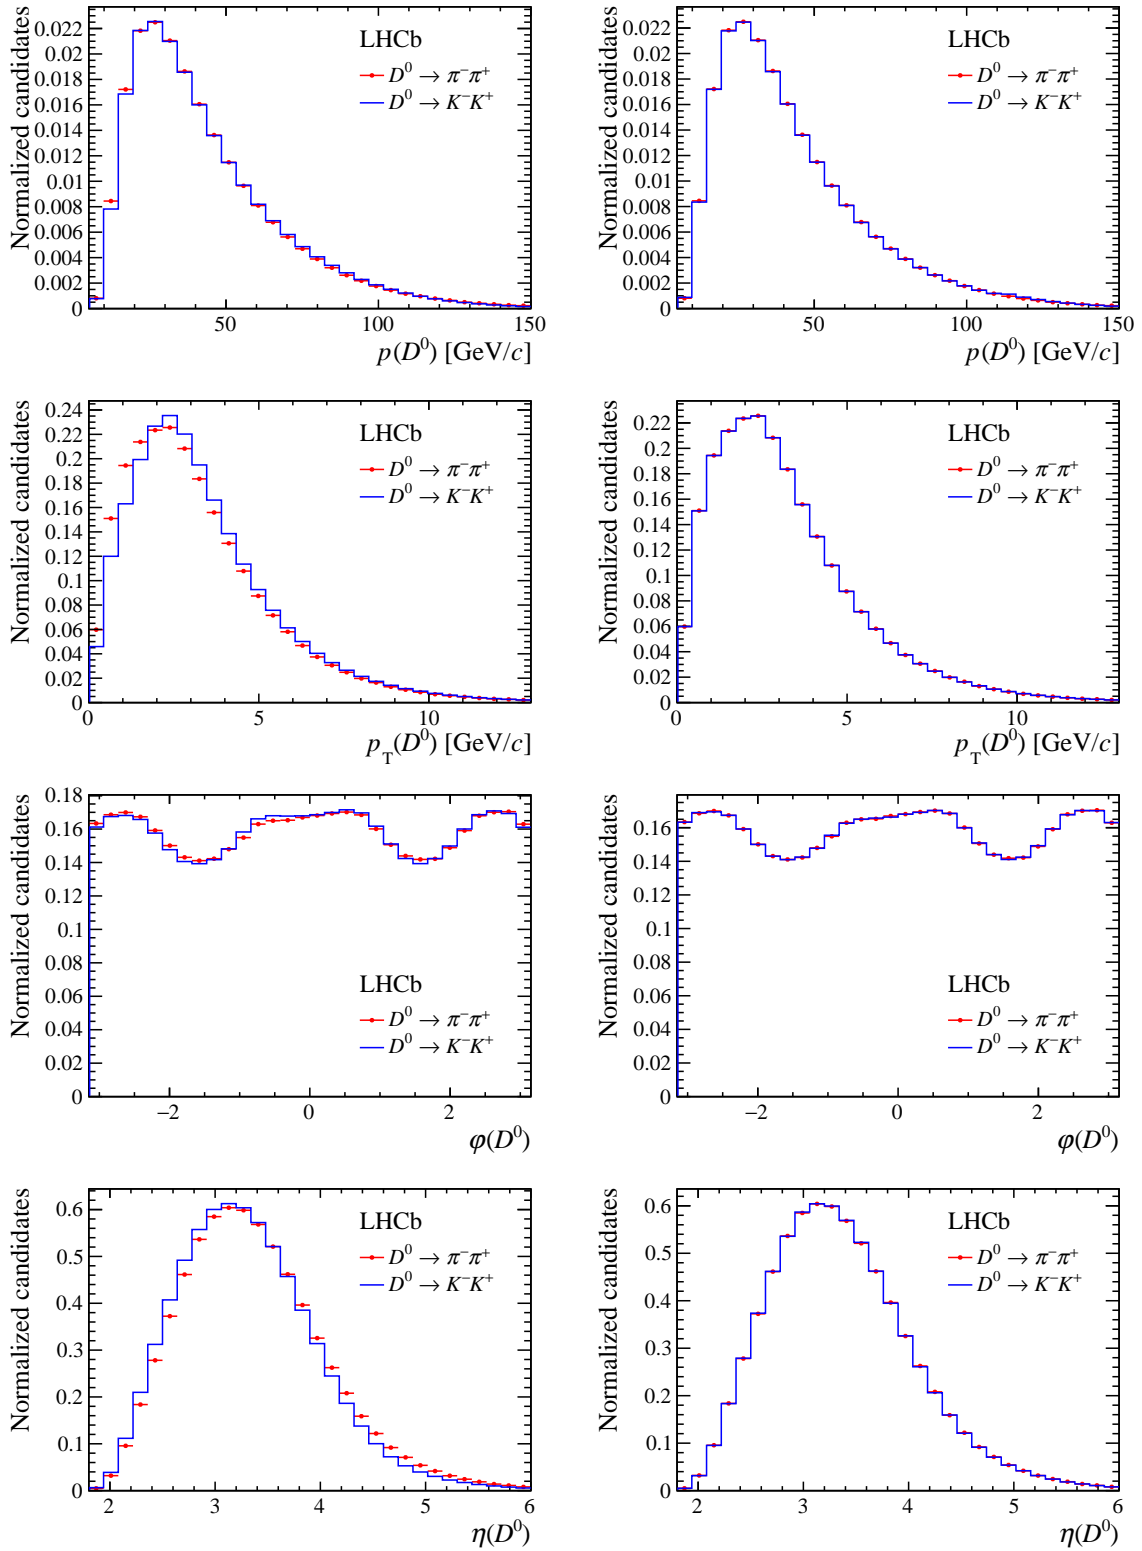 Normalized candidates
0.022
0.02
0.018
0.016
0.014
0.012
0.01
0.008
0.006
0.004
0.002
0
LHCb
D⁰ → π⁻π⁺
D⁰ → K⁻K⁺
50 100 150
p(D⁰) [GeV/c]
Normalized candidates
0.022
0.02
0.018
0.016
0.014
0.012
0.01
0.008
0.006
0.004
0.002
0
LHCb
D⁰ → π⁻π⁺
D⁰ → K⁻K⁺
50 100 150
p(D⁰) [GeV/c]
Normalized candidates
0.24
0.22
0.2
0.18
0.16
0.14
0.12
0.1
0.08
0.06
0.04
0.02
0
LHCb
D⁰ → π⁻π⁺
D⁰ → K⁻K⁺
0 5 10
p_T(D⁰) [GeV/c]
Normalized candidates
0.22
0.2
0.18
0.16
0.14
0.12
0.1
0.08
0.06
0.04
0.02
0
LHCb
D⁰ → π⁻π⁺
D⁰ → K⁻K⁺
0 5 10
p_T(D⁰) [GeV/c]
Normalized candidates
0.18
0.16
0.14
0.12
0.1
0.08
0.06
0.04
0.02
0
LHCb
D⁰ → π⁻π⁺
D⁰ → K⁻K⁺
−2 0 2
φ(D⁰)
Normalized candidates
0.16
0.14
0.12
0.1
0.08
0.06
0.04
0.02
0
LHCb
D⁰ → π⁻π⁺
D⁰ → K⁻K⁺
−2 0 2
φ(D⁰)
Normalized candidates
0.6
0.5
0.4
0.3
0.2
0.1
0
LHCb
D⁰ → π⁻π⁺
D⁰ → K⁻K⁺
2 3 4 5 6
η(D⁰)
Normalized candidates
0.6
0.5
0.4
0.3
0.2
0.1
0
LHCb
D⁰ → π⁻π⁺
D⁰ → K⁻K⁺
2 3 4 5 6
η(D⁰)